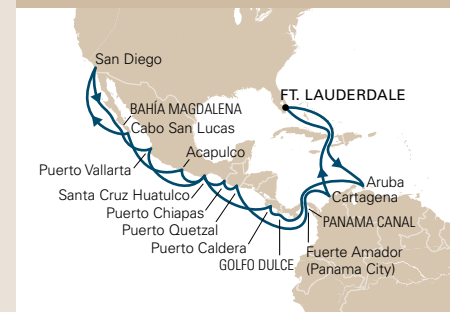 San Diego
FT. LAUDERDALE
BAHÍA MAGDALENA
Cabo San Lucas
Acapulco
Puerto Vallarta
Aruba
Santa Cruz Huatulco
Cartagena
Puerto Chiapas
PANAMA CANAL
Puerto Quetzal
Puerto Caldera
Fuerte Amador
(Panama City)
GOLFO DULCE